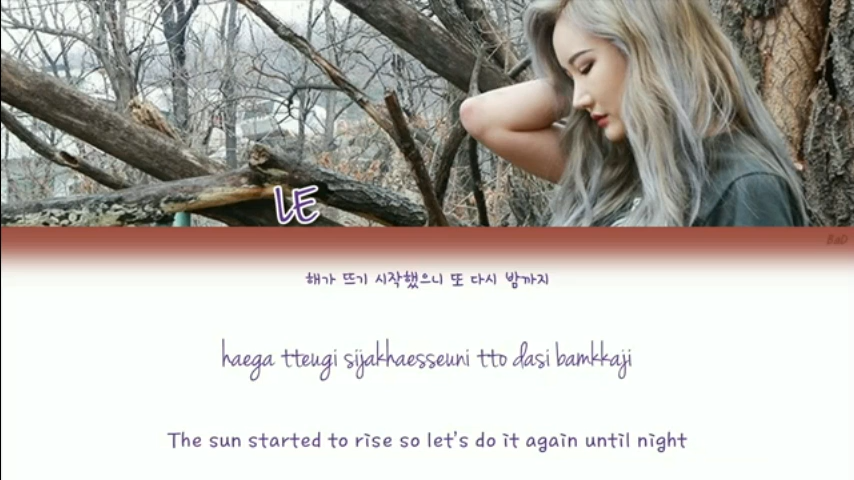 LE
BaD
해가 뜨기 시작했으니 또 다시 밤까지
haega tteugi sijakhaesseuni tto dasi bamkkaji
The sun started to rise so let's do it again until night